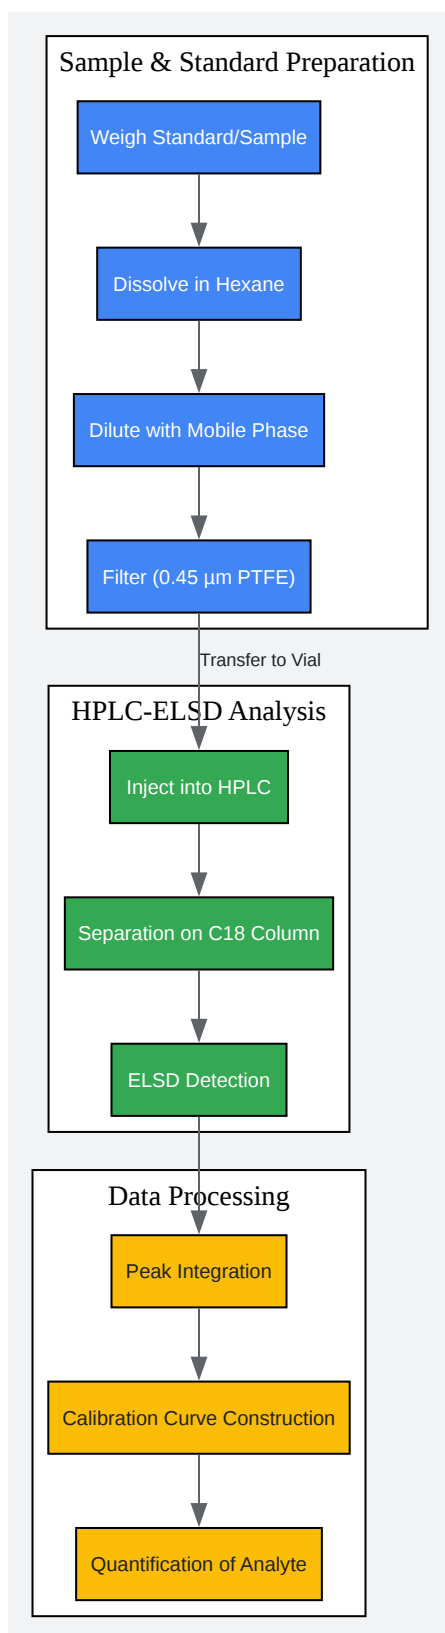 Sample & Standard Preparation
Weigh Standard/Sample
Dissolve in Hexane
Dilute with Mobile Phase
Filter (0.45 µm PTFE)
Transfer to Vial
HPLC-ELSD Analysis
Inject into HPLC
Separation on C18 Column
ELSD Detection
Data Processing
Peak Integration
Calibration Curve Construction
Quantification of Analyte